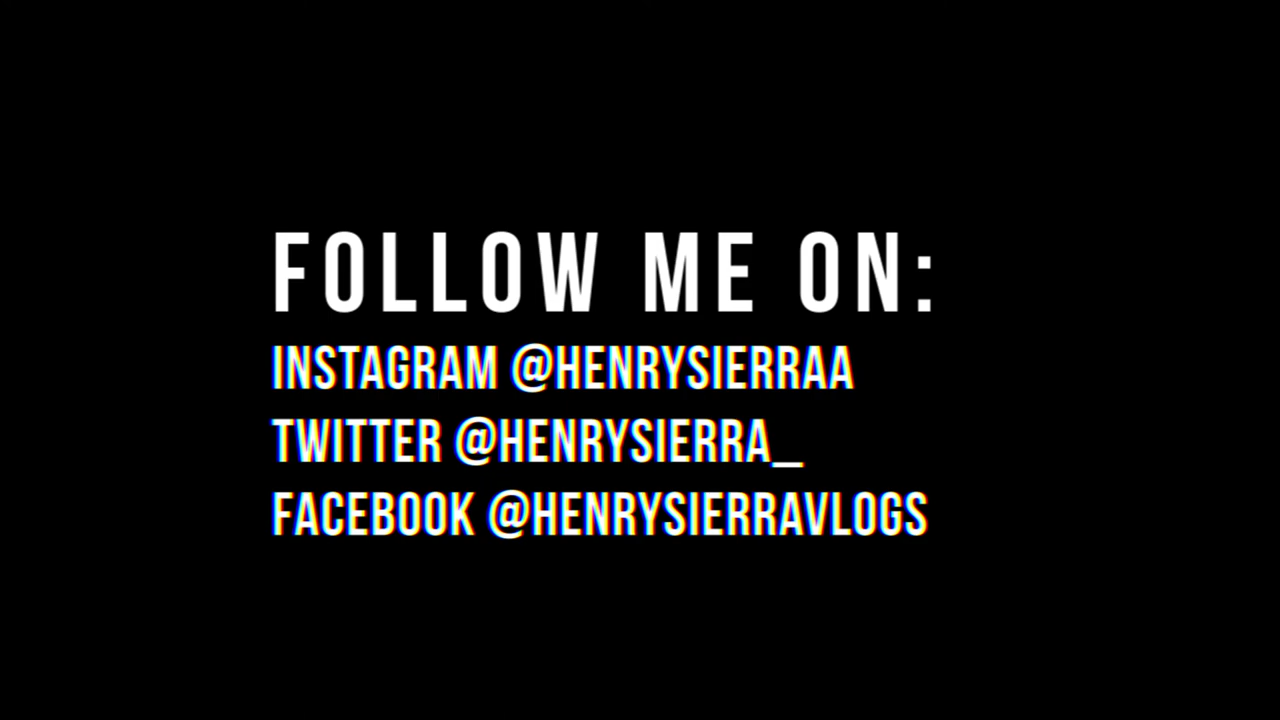 FOLLOW ME ON:
INSTAGRAM @HENRYSIERRAA
TWITTER @HENRYSIERRA_
FACEBOOK @HENRYSIERRAVLOGS